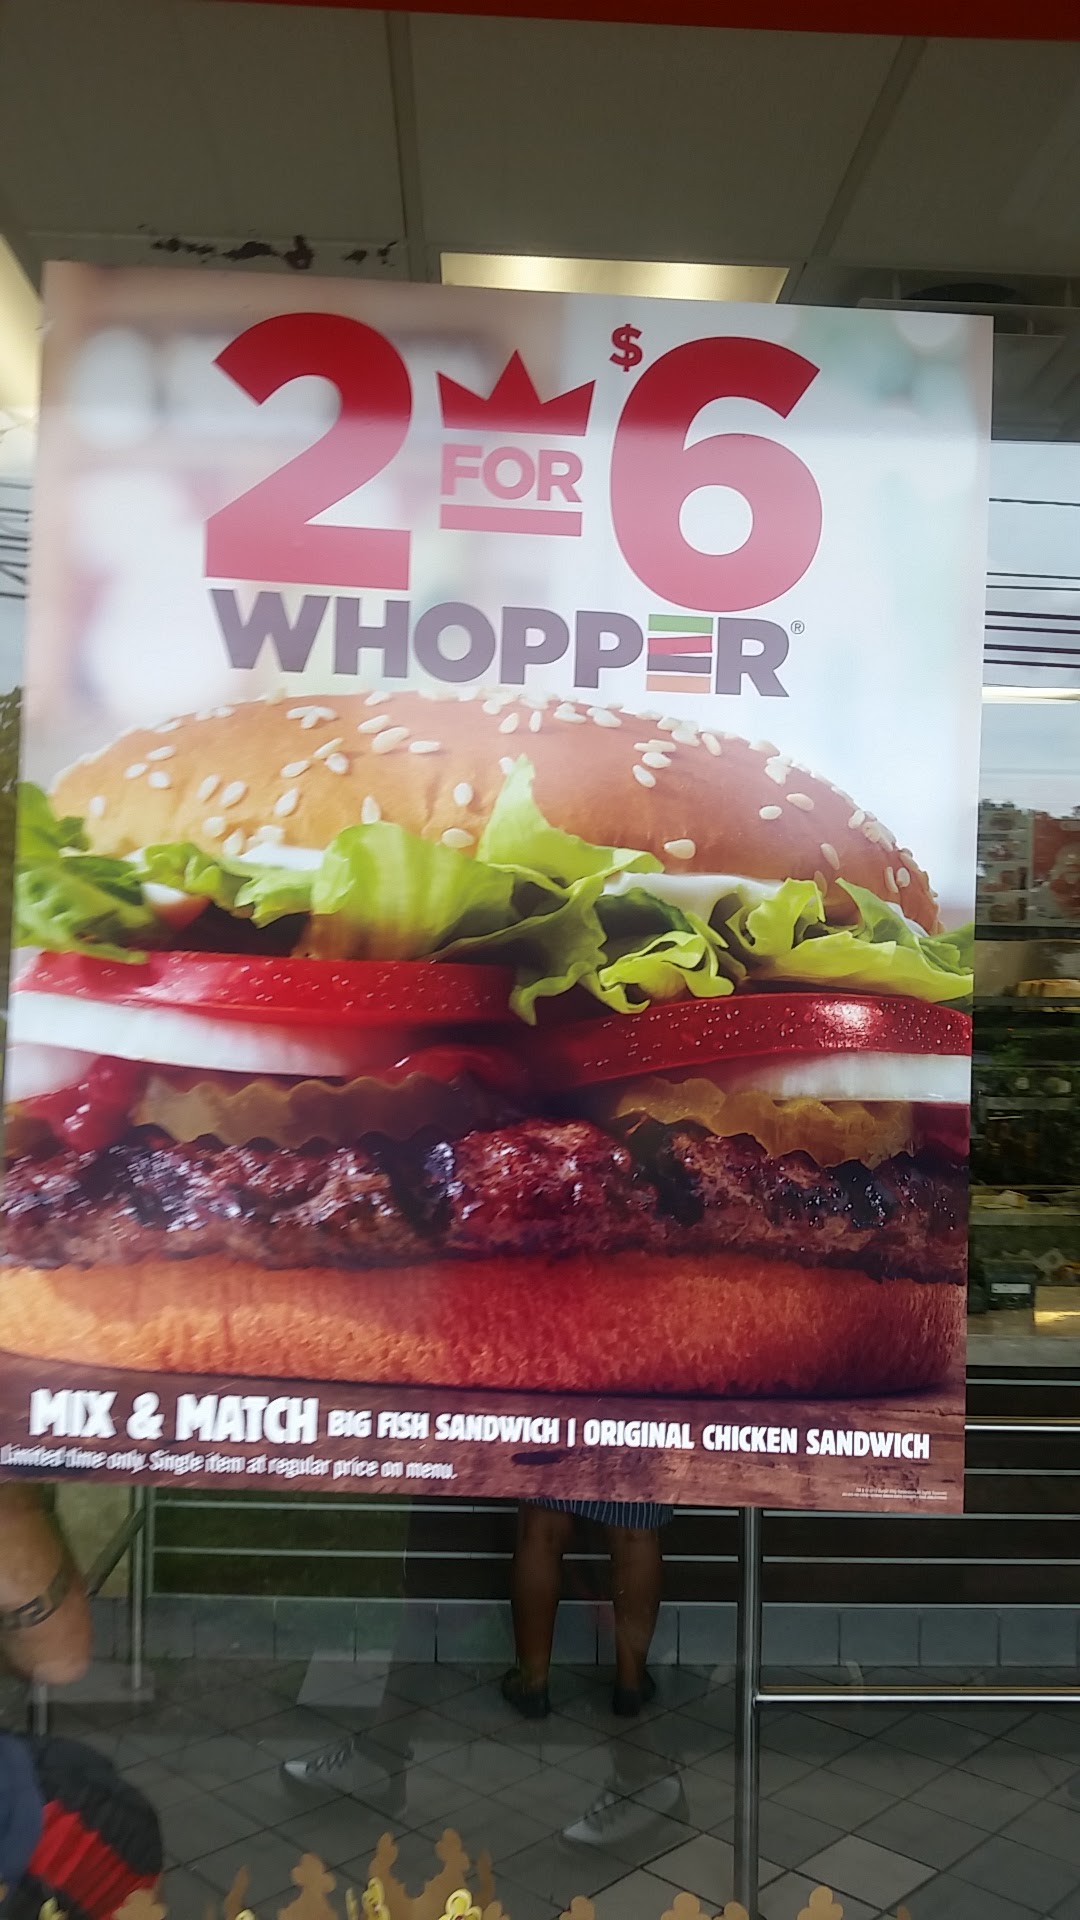 2 FOR $6
WHOPPER®
MIX & MATCH BIG FISH SANDWICH | ORIGINAL CHICKEN SANDWICH
Limited time only. Single item at regular price on menu.